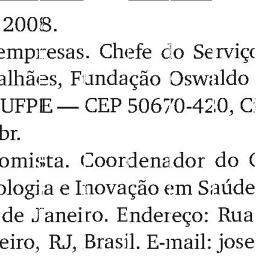 2008.
empresas. Chefe do Serviço
alhães, Fundação Oswaldo
UFPE — CEP 50670-420, C
br.
omista. Coordenador do
ologia e Inovação em Saúde
de Janeiro. Endereço: Rua
eiro, RJ, Brasil. E-mail: jose